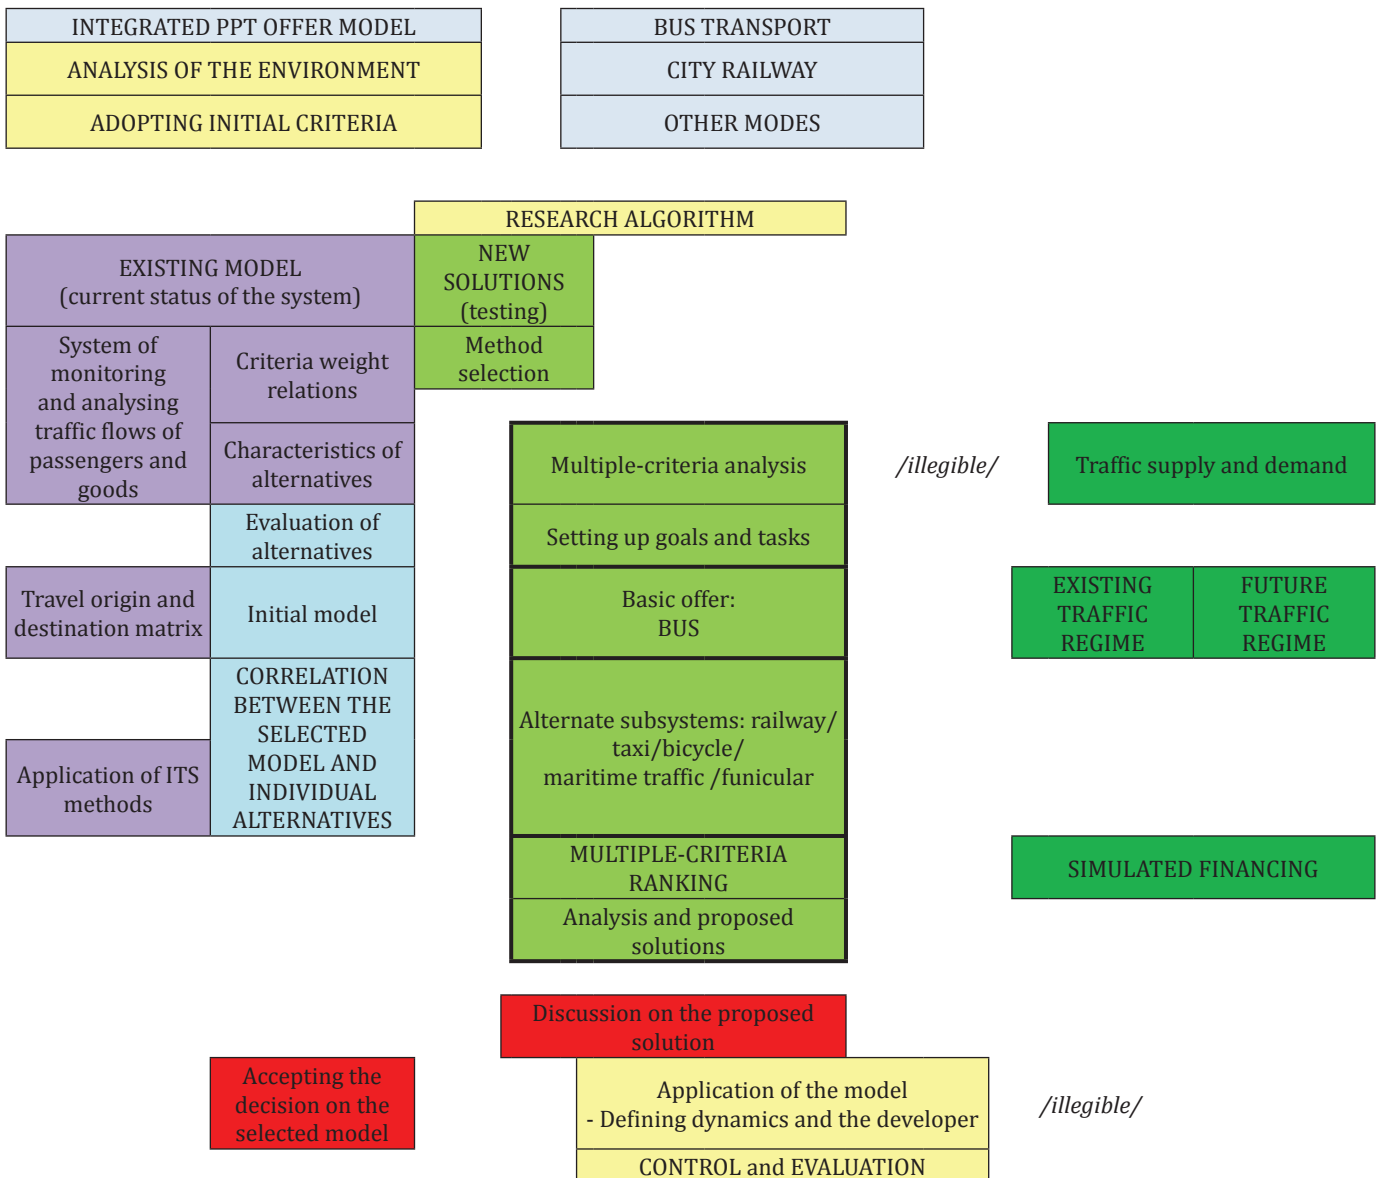 INTEGRATED PPT OFFER MODEL
ANALYSIS OF THE ENVIRONMENT
ADOPTING INITIAL CRITERIA
BUS TRANSPORT
CITY RAILWAY
OTHER MODES
RESEARCH ALGORITHM
EXISTING MODEL
(current status of the system)
NEW
SOLUTIONS
(testing)
System of
monitoring
and analysing
traffic flows of
passengers and
goods
Criteria weight
relations
Method
selection
Characteristics of
alternatives
Multiple-criteria analysis
/illegible/
Traffic supply and demand
Evaluation of
alternatives
Setting up goals and tasks
Travel origin and
destination matrix
Initial model
Basic offer:
BUS
EXISTING
TRAFFIC
REGIME
FUTURE
TRAFFIC
REGIME
CORRELATION
BETWEEN THE
SELECTED
MODEL AND
INDIVIDUAL
ALTERNATIVES
Alternate subsystems: railway/
taxi/bicycle/
maritime traffic /funicular
Application of ITS
methods
MULTIPLE-CRITERIA
RANKING
SIMULATED FINANCING
Analysis and proposed
solutions
Discussion on the proposed
solution
Accepting the
decision on the
selected model
Application of the model
- Defining dynamics and the developer
/illegible/
CONTROL and EVALUATION